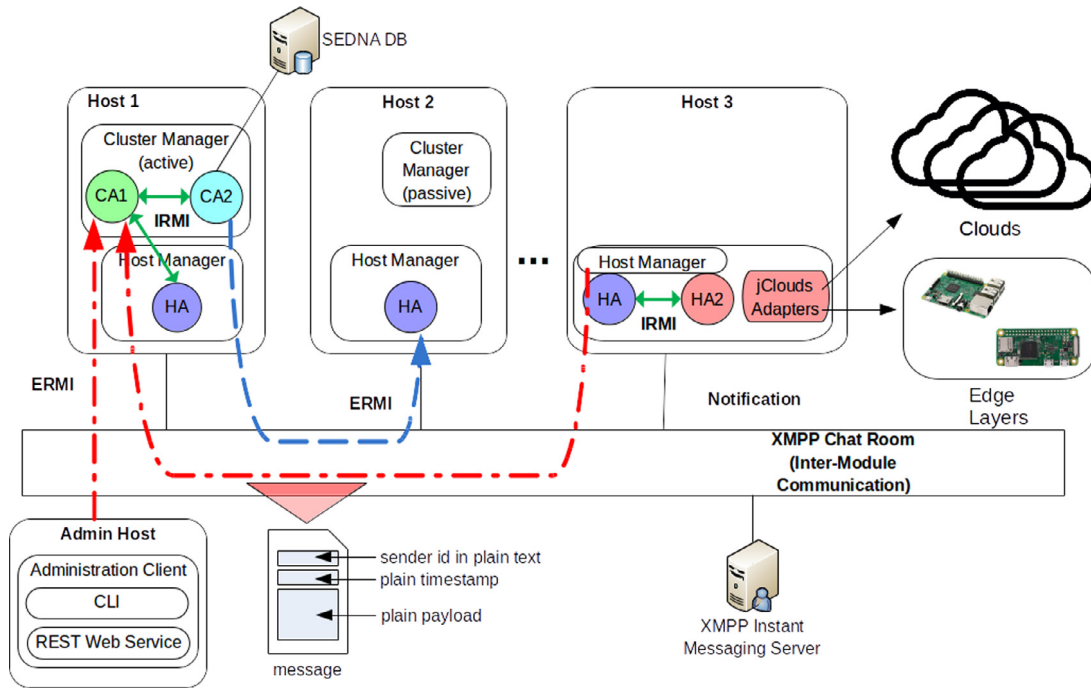 SEDNA DB
Host 1
Cluster Manager
(active)
CA1
CA2
IRMI
Host Manager
HA
Host 2
Cluster
Manager
(passive)
Host Manager
HA
...
Host 3
Host Manager
HA
HA2
IRMI
jClouds
Adapters
Clouds
Edge
Layers
ERMI
ERMI
Notification
XMPP Chat Room
(Inter-Module
Communication)
Admin Host
Administration Client
CLI
REST Web Service
sender id in plain text
plain timestamp
plain payload
message
XMPP Instant
Messaging Server